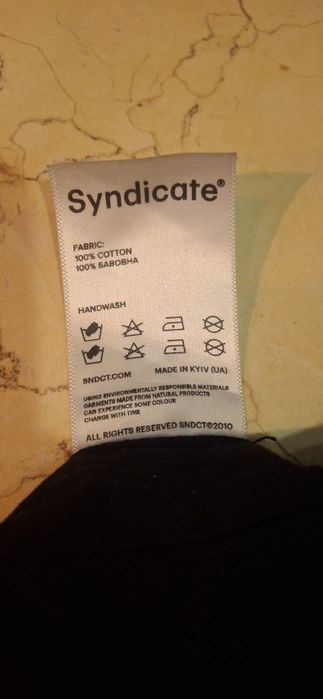 Syndicate®
FABRIC:
100% COTTON
100% БАВОВНА
HANDWASH
SNDCT.COM MADE IN KYIV (UA)
USING ENVIRONMENTALLY RESPONSIBLE MATERIALS
GARMENTS MADE FROM NATURAL PRODUCTS
CAN EXPERIENCE SOME COLOUR
CHANGE WITH TIME
ALL RIGHTS RESERVED SNDCT©2010